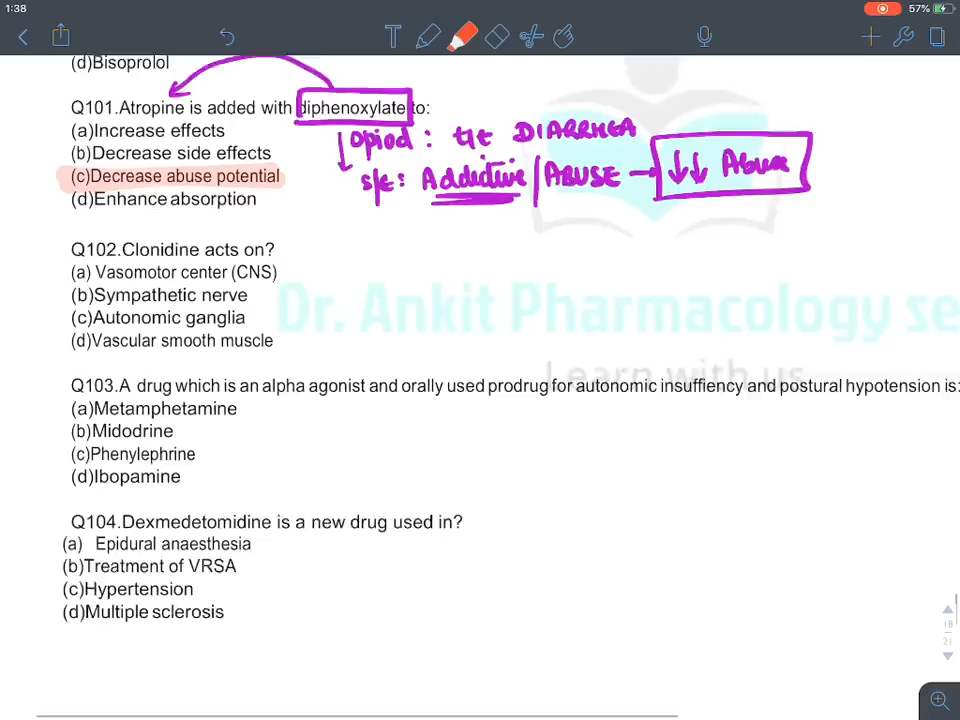 1:38
57%
T
(d)Bisoprolol
Q101.Atropine is added with diphenoxylate to:
(a)Increase effects
(b)Decrease side effects
(c)Decrease abuse potential
(d)Enhance absorption
Opiod : t/t DIARRHEA
S/E: Addictive | ABUSE → ↓↓ Abuse
Q102.Clonidine acts on?
(a) Vasomotor center (CNS)
(b)Sympathetic nerve
(c)Autonomic ganglia
(d)Vascular smooth muscle
Dr. Ankit Pharmacology se
Learn with us
Q103.A drug which is an alpha agonist and orally used prodrug for autonomic insuffiency and postural hypotension is:
(a)Metamphetamine
(b)Midodrine
(c)Phenylephrine
(d)Ibopamine
Q104.Dexmedetomidine is a new drug used in?
(a) Epidural anaesthesia
(b)Treatment of VRSA
(c)Hypertension
(d)Multiple sclerosis
18
21